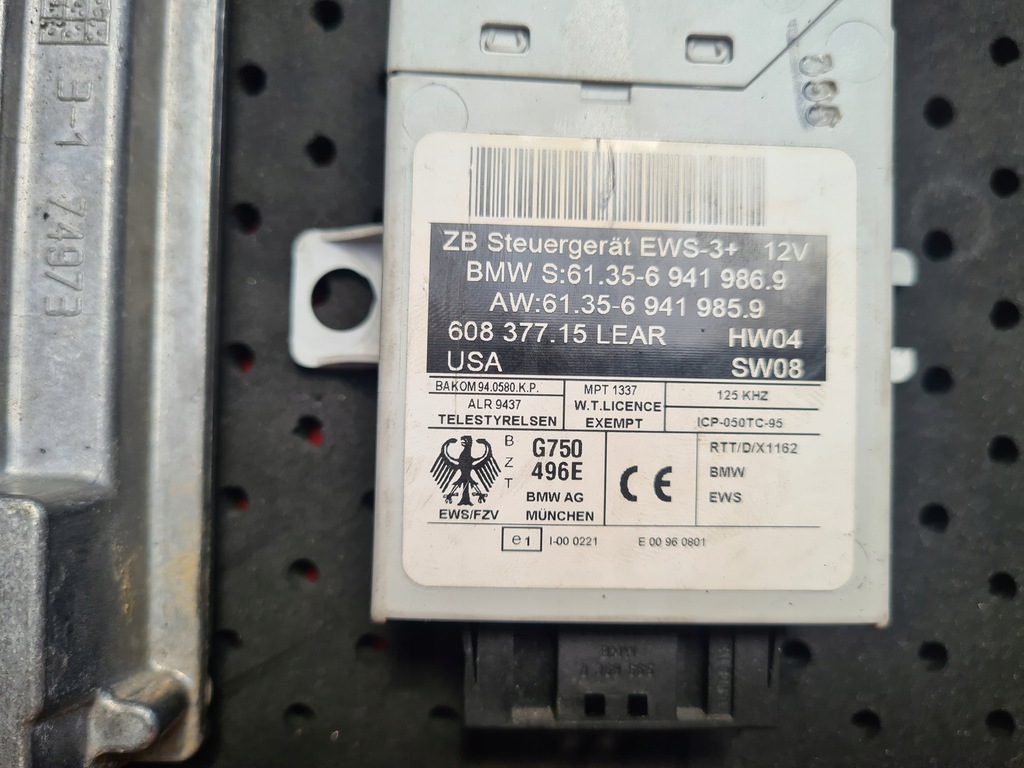 3-1 74973
ZB Steuergerät EWS-3+ 12V
BMW S:61.35-6 941 986.9
AW:61.35-6 941 985.9
608 377.15 LEAR HW04
USA SW08
BAKOM 94.0580.K.P.
ALR 9437
TELESTYRELSEN
MPT 1337
W.T.LICENCE
EXEMPT
125 KHZ
ICP-050TC-95
EWS/FZV
BZT
G750
496E
BMW AG
MÜNCHEN
CE
RTT/D/X1162
BMW
EWS
e1 I-00 0221 E 00 96 0801